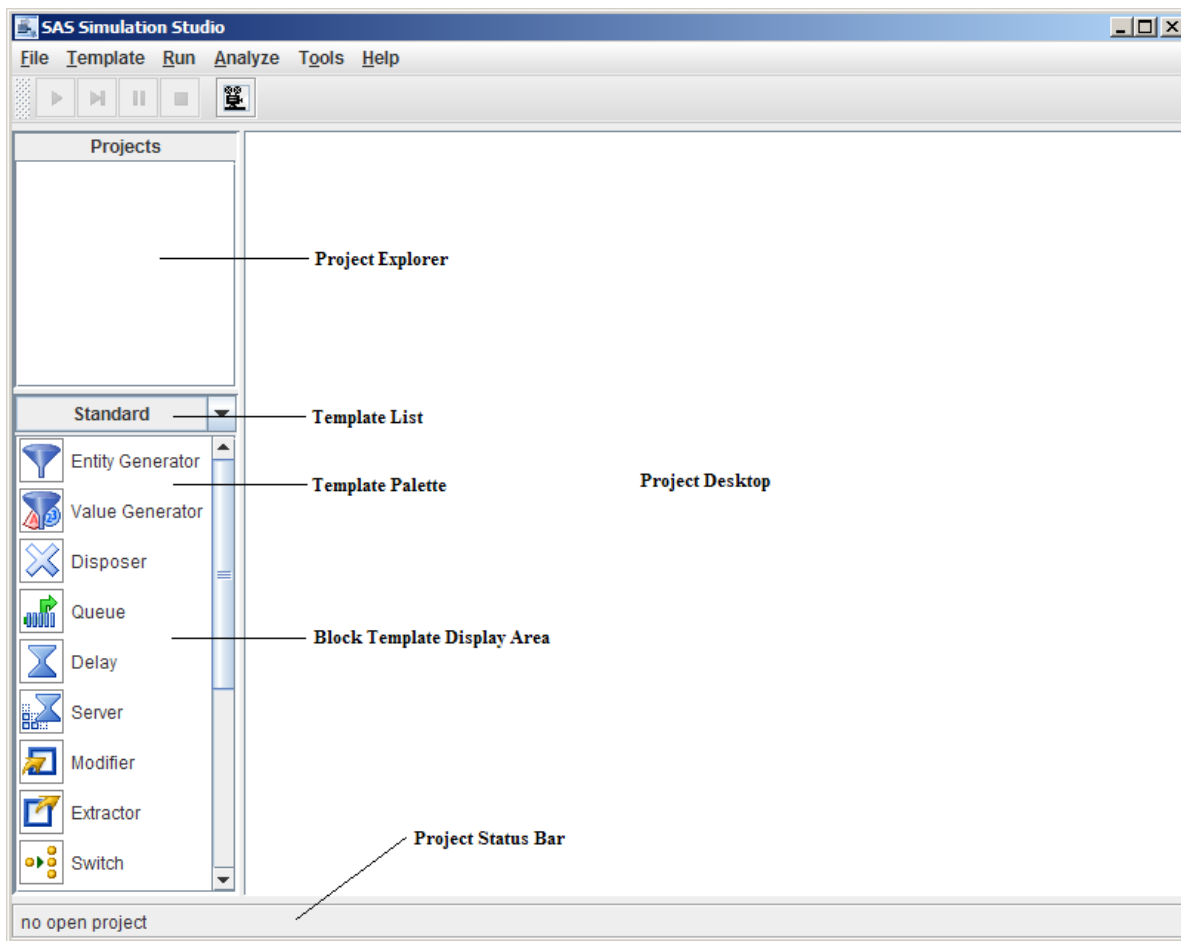 SAS Simulation Studio
File Template Run Analyze Tools Help
Projects
Project Explorer
Standard
Template List
Entity Generator
Template Palette
Project Desktop
Value Generator
Disposer
Queue
Block Template Display Area
Delay
Server
Modifier
Extractor
Project Status Bar
Switch
no open project